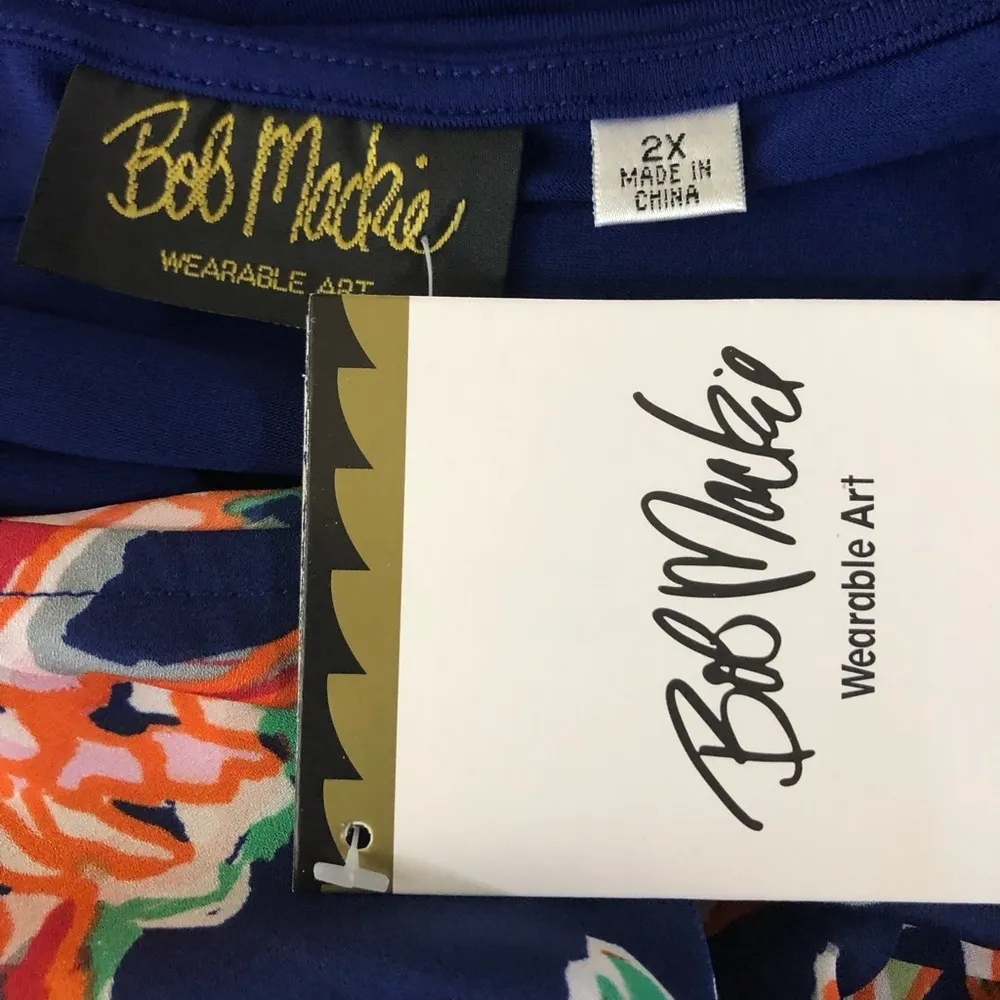 Bob Mackie
WEARABLE ART
2X
MADE IN
CHINA
Bob Mackie
Wearable Art